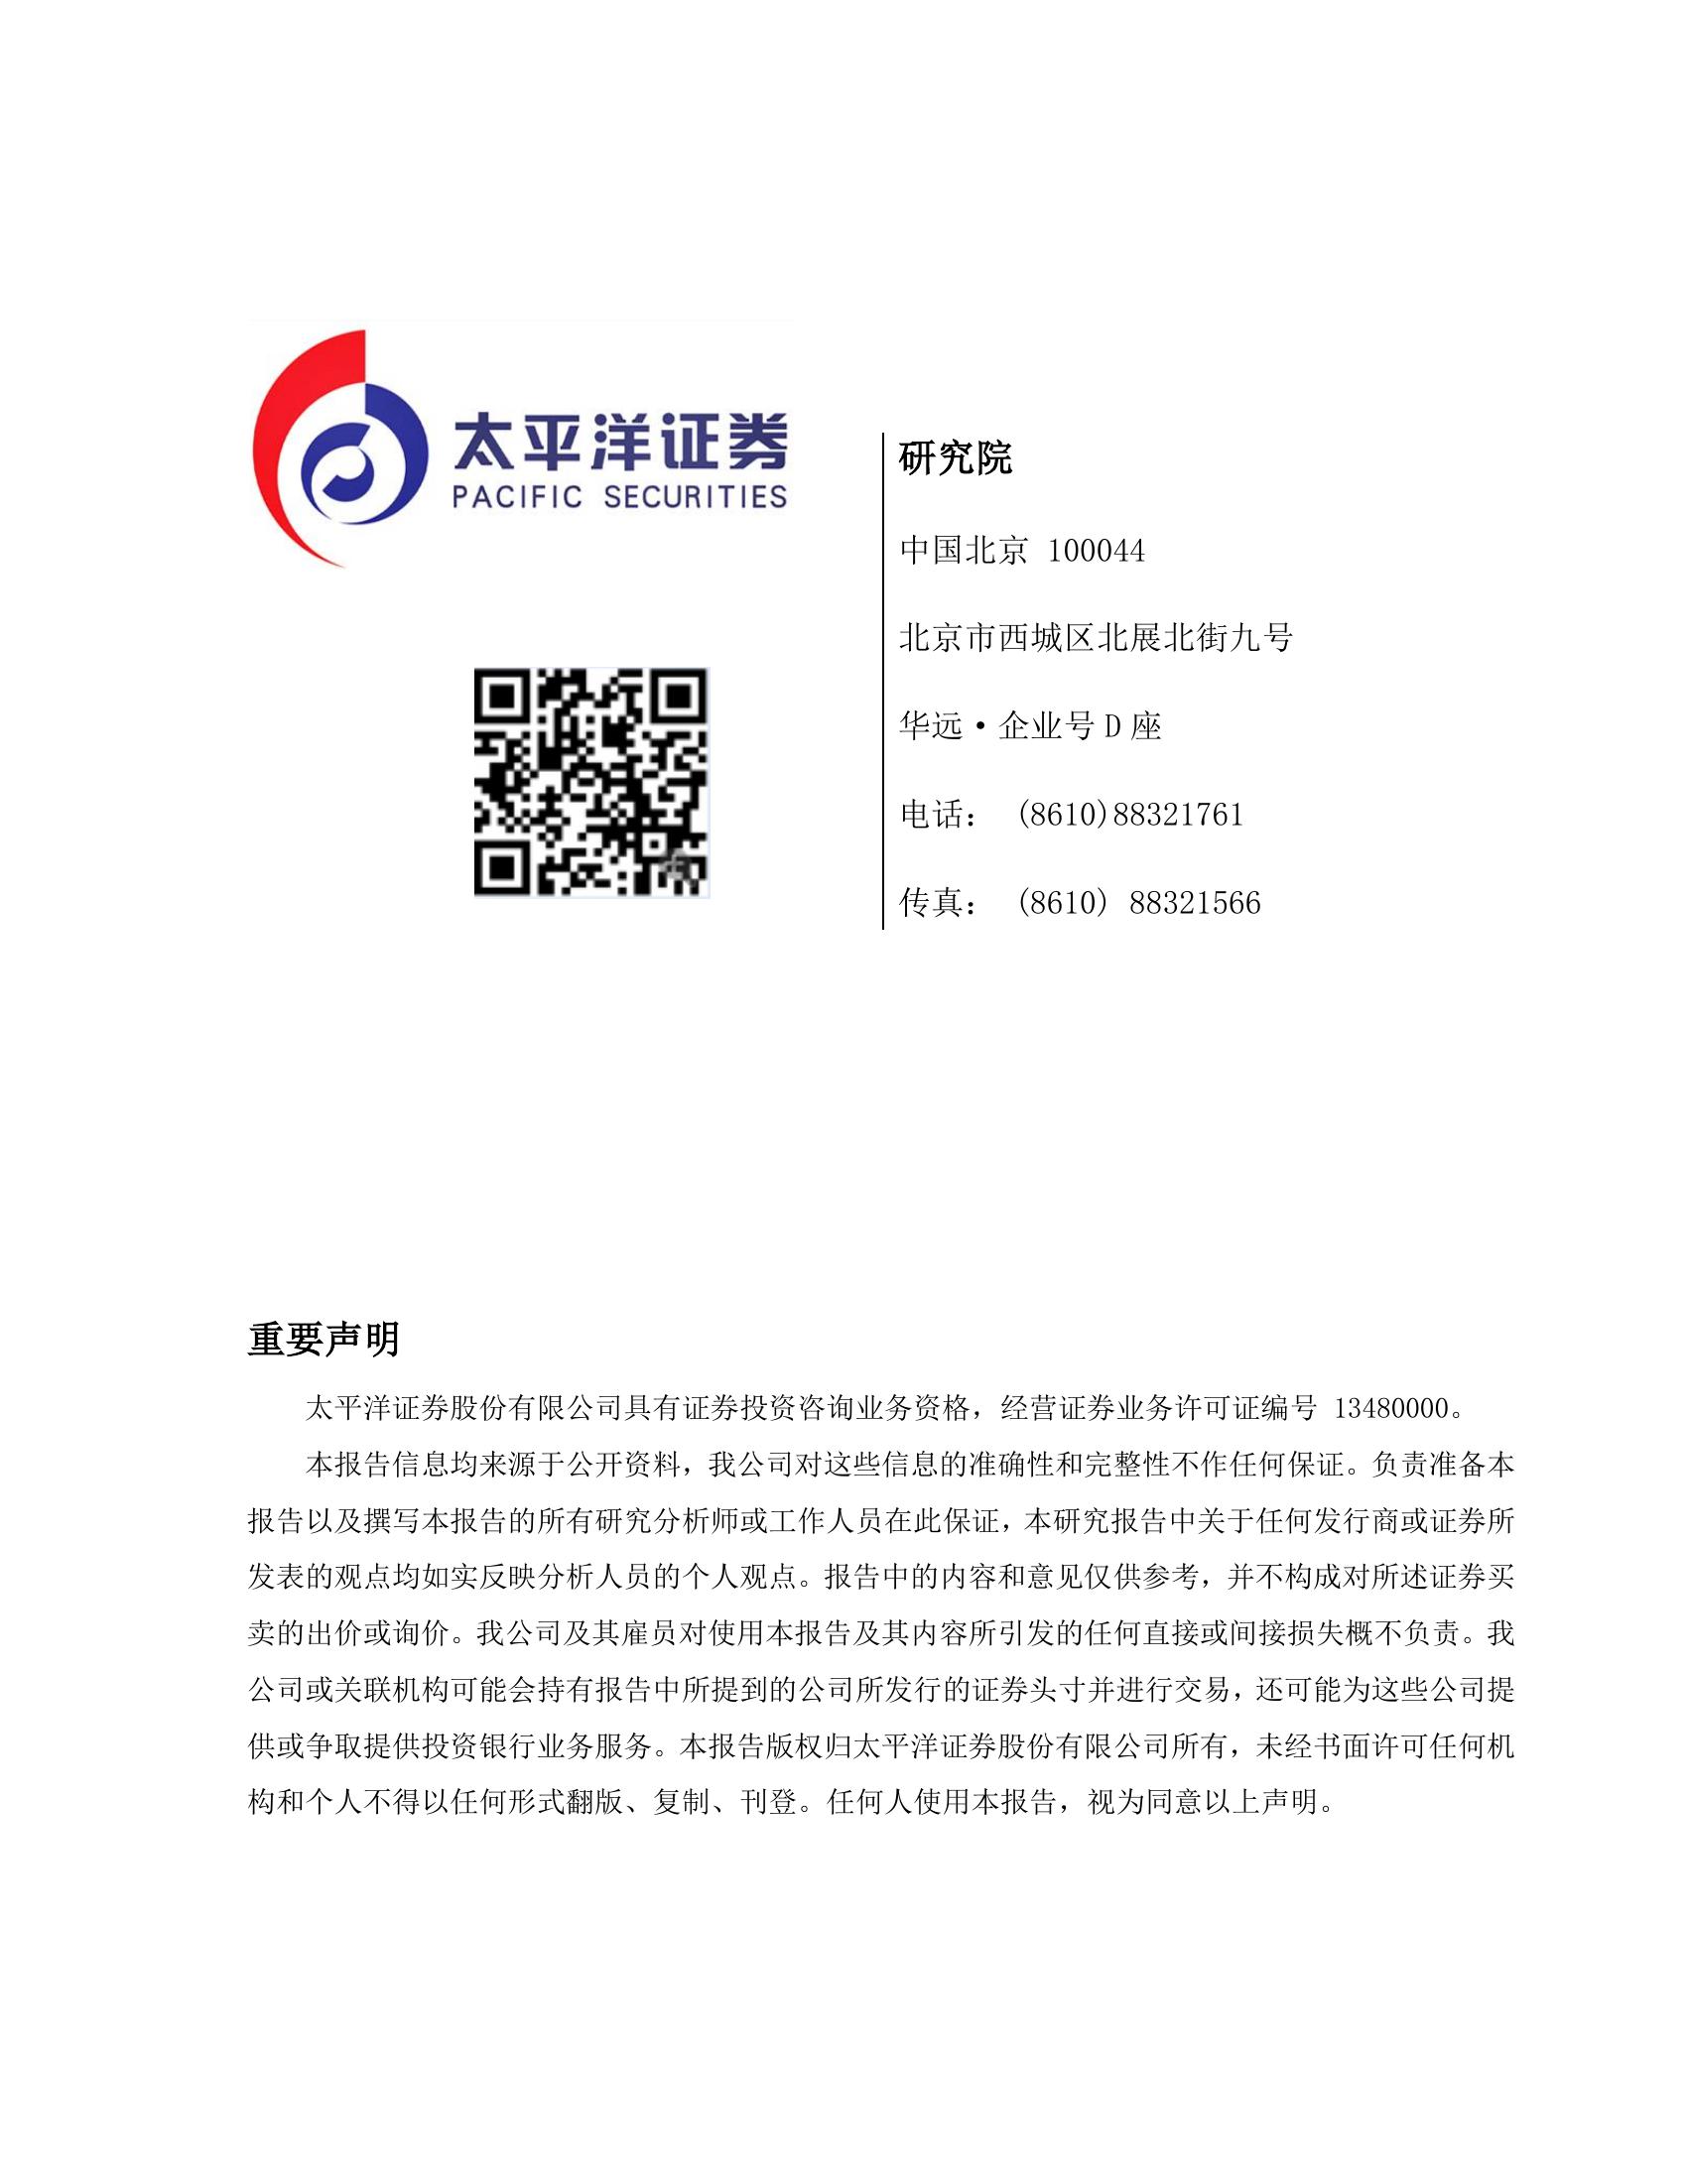 太平洋证券
PACIFIC SECURITIES
研究院
中国北京 100044
北京市西城区北展北街九号
华远·企业号 D 座
电话： (8610)88321761
传真： (8610) 88321566
重要声明
太平洋证券股份有限公司具有证券投资咨询业务资格，经营证券业务许可证编号 13480000。
本报告信息均来源于公开资料，我公司对这些信息的准确性和完整性不作任何保证。负责准备本
报告以及撰写本报告的所有研究分析师或工作人员在此保证，本研究报告中关于任何发行商或证券所
发表的观点均如实反映分析人员的个人观点。报告中的内容和意见仅供参考，并不构成对所述证券买
卖的出价或询价。我公司及其雇员对使用本报告及其内容所引发的任何直接或间接损失概不负责。我
公司或关联机构可能会持有报告中所提到的公司所发行的证券头寸并进行交易，还可能为这些公司提
供或争取提供投资银行业务服务。本报告版权归太平洋证券股份有限公司所有，未经书面许可任何机
构和个人不得以任何形式翻版、复制、刊登。任何人使用本报告，视为同意以上声明。